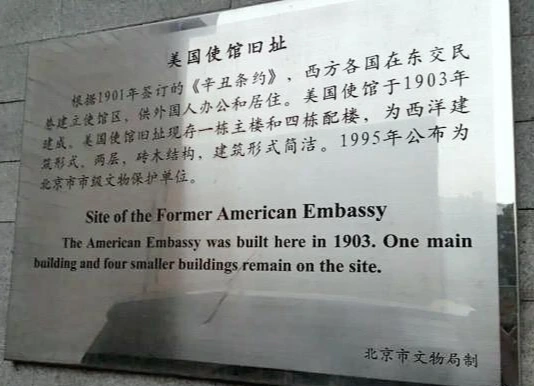 美国使馆旧址
根据1901年签订的《辛丑条约》，西方各国在东交民
巷建立使馆区，供外国人办公和居住。美国使馆于1903年
建成。美国使馆旧址现存一栋主楼和四栋配楼，为西洋建
筑形式。两层，砖木结构，建筑形式简洁。1995年公布为
北京市市级文物保护单位。
Site of the Former American Embassy
The American Embassy was built here in 1903. One main
building and four smaller buildings remain on the site.
北京市文物局制